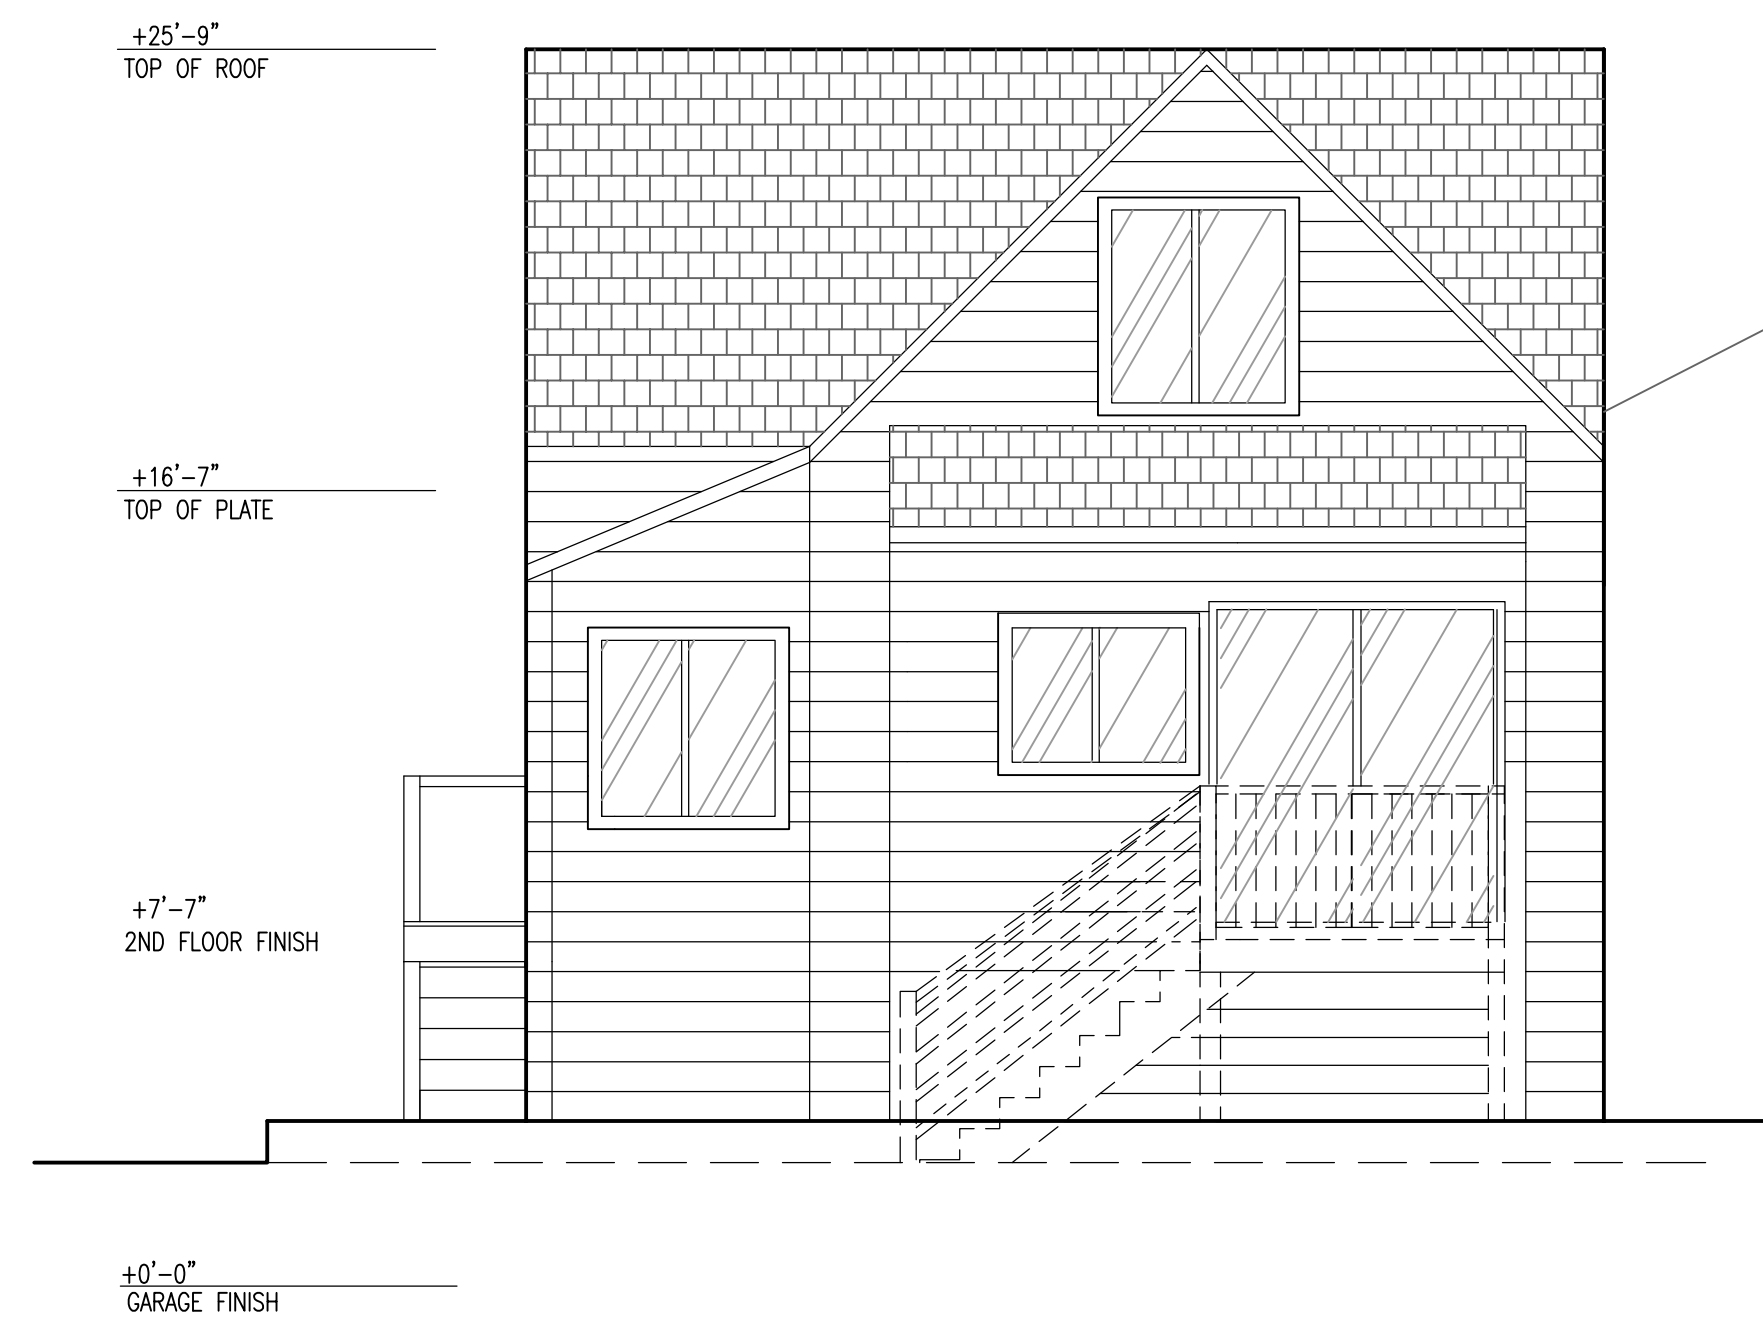 +25'-9"
TOP OF ROOF
+16'-7"
TOP OF PLATE
+7'-7"
2ND FLOOR FINISH
+0'-0"
GARAGE FINISH